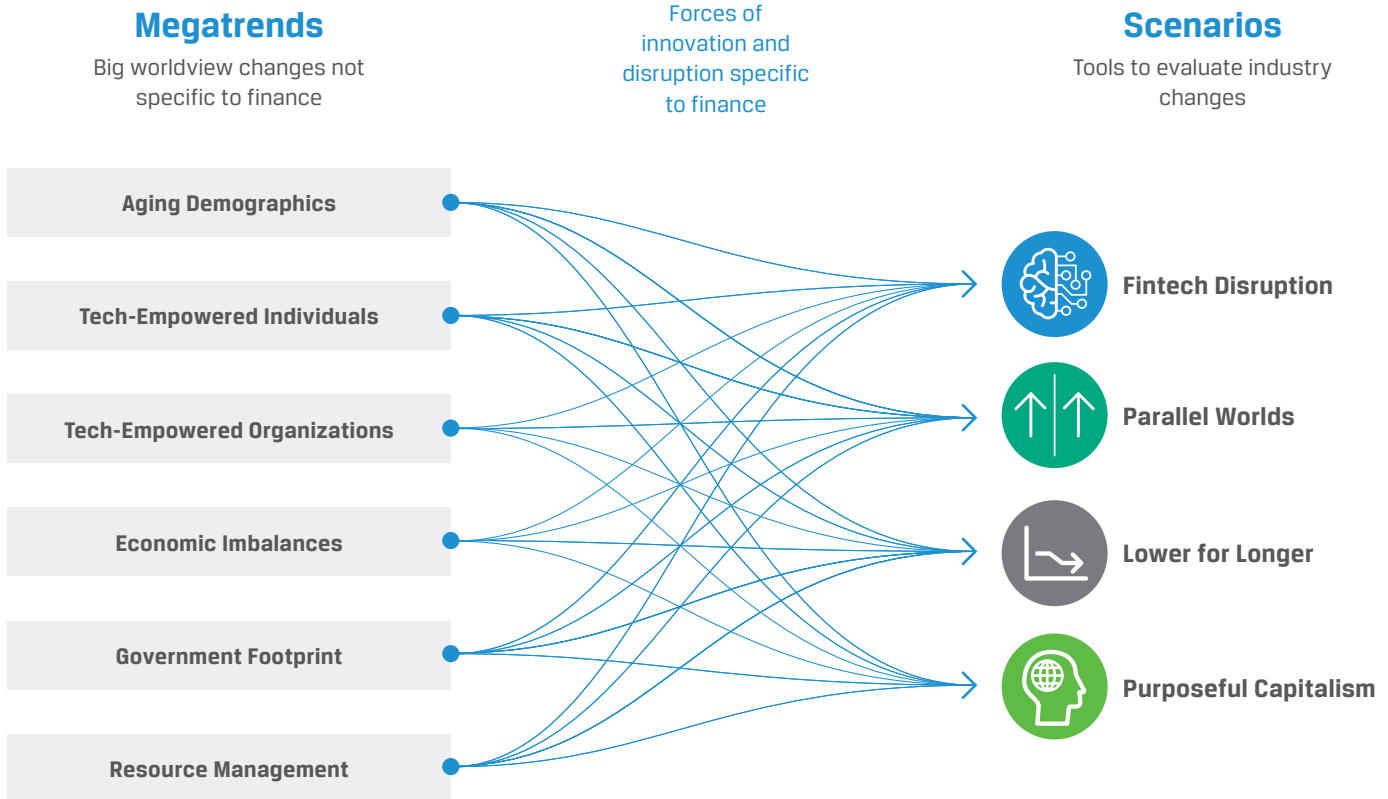 Megatrends
Big worldview changes not
specific to finance
Forces of
innovation and
disruption specific
to finance
Scenarios
Tools to evaluate industry
changes
Aging Demographics
Tech-Empowered Individuals
Tech-Empowered Organizations
Economic Imbalances
Government Footprint
Resource Management
Fintech Disruption
Parallel Worlds
Lower for Longer
Purposeful Capitalism